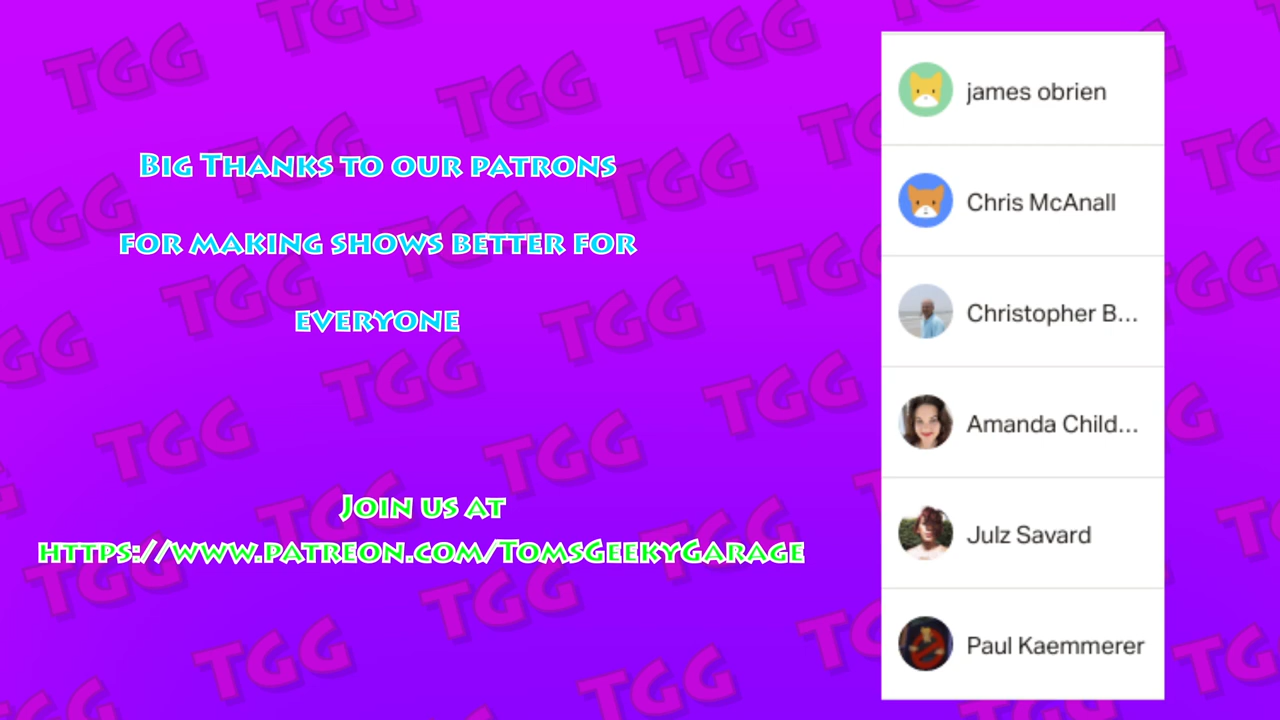 Big Thanks to our patrons
for making shows better for
everyone
Join us at
https://www.patreon.com/TomsGeekyGarage
james obrien
Chris McAnall
Christopher B...
Amanda Child...
Julz Savard
Paul Kaemmerer
TGG